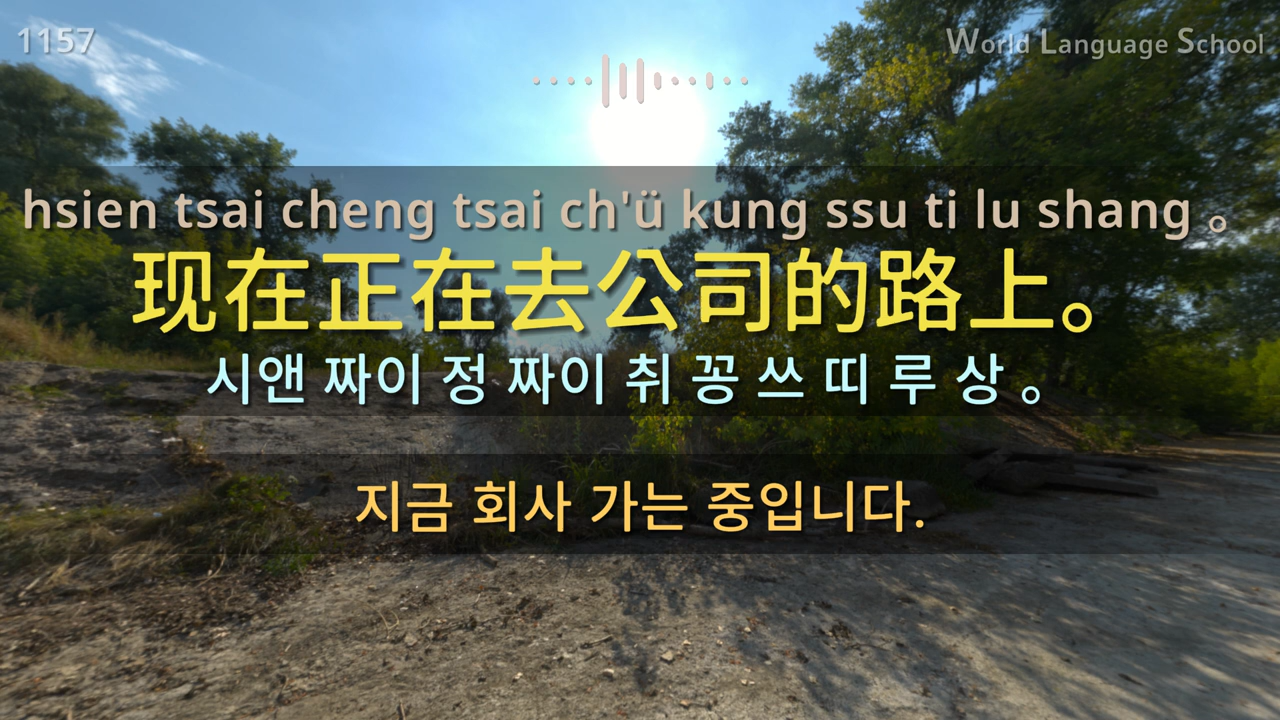 1157
World Language School
hsien tsai cheng tsai ch'ü kung ssu ti lu shang 。
现在正在去公司的路上。
시앤 짜이 정 짜이 취 꽁 쓰 띠 루 상 。
지금 회사 가는 중입니다.